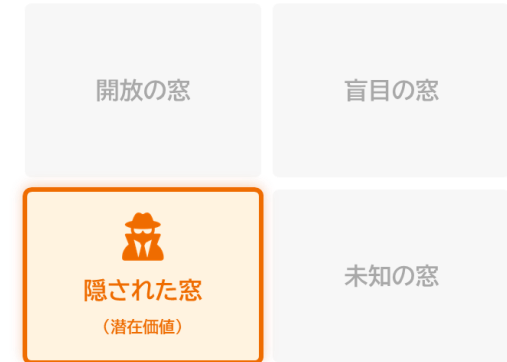 開放の窓
盲目の窓
隠された窓
（潜在価値）
未知の窓